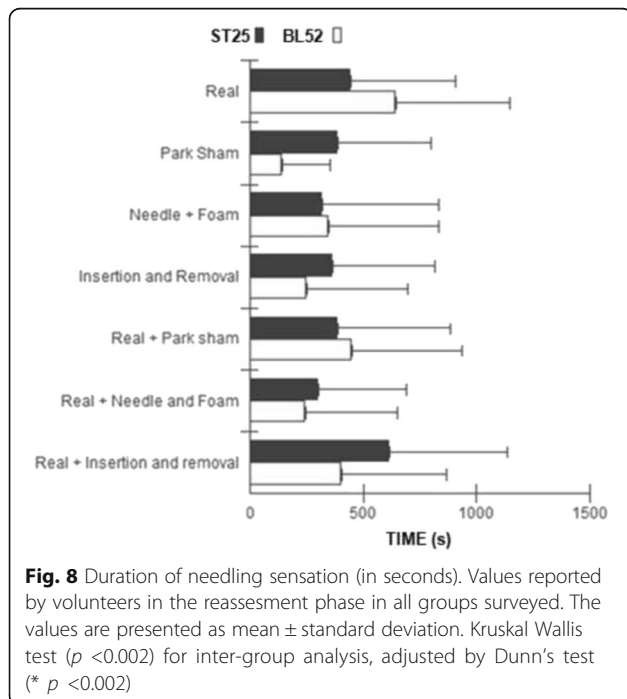 ST25 BL52
Real
Park Sham
Needle + Foam
Insertion and Removal
Real + Park sham
Real + Needle and Foam
Real + Insertion and removal
0 500 1000 1500
TIME (s)
Fig. 8 Duration of needling sensation (in seconds). Values reported
by volunteers in the reassesment phase in all groups surveyed. The
values are presented as mean ± standard deviation. Kruskal Wallis
test (p <0.002) for inter-group analysis, adjusted by Dunn's test
(* p <0.002)